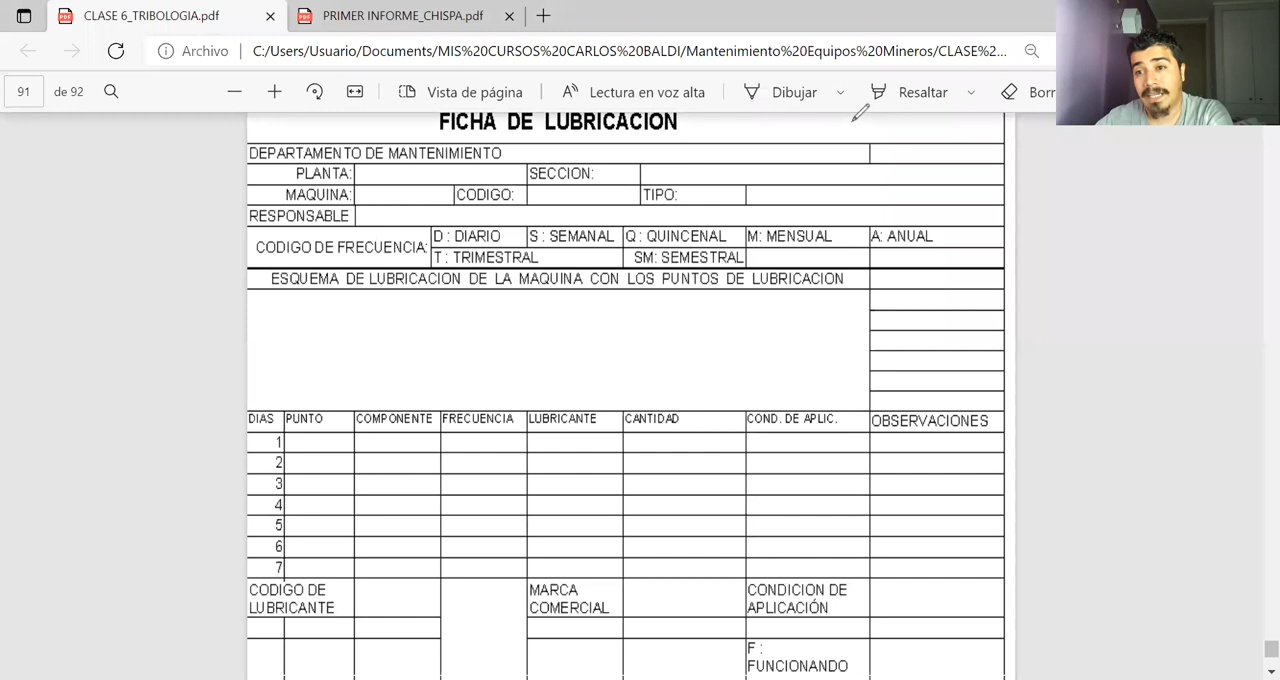 CLASE 6_TRIBOLOGIA.pdf
PRIMER INFORME_CHISPA.pdf
Archivo
C:/Users/Usuario/Documents/MIS%20CURSOS%20CARLOS%20BALDI/Mantenimiento%20Equipos%20Mineros/CLASE%2...
91 de 92
Vista de página
Lectura en voz alta
Dibujar
Resaltar
Borr
FICHA DE LUBRICACION
DEPARTAMENTO DE MANTENIMIENTO
PLANTA: SECCION:
MAQUINA: CODIGO: TIPO:
RESPONSABLE
CODIGO DE FRECUENCIA: D : DIARIO S : SEMANAL Q : QUINCENAL M: MENSUAL A: ANUAL
T : TRIMESTRAL SM: SEMESTRAL
ESQUEMA DE LUBRICACION DE LA MAQUINA CON LOS PUNTOS DE LUBRICACION
DIAS PUNTO COMPONENTE FRECUENCIA LUBRICANTE CANTIDAD COND. DE APLIC. OBSERVACIONES
1
2
3
4
5
6
7
CODIGO DE LUBRICANTE
MARCA COMERCIAL
CONDICION DE APLICACIÓN
F :
FUNCIONANDO